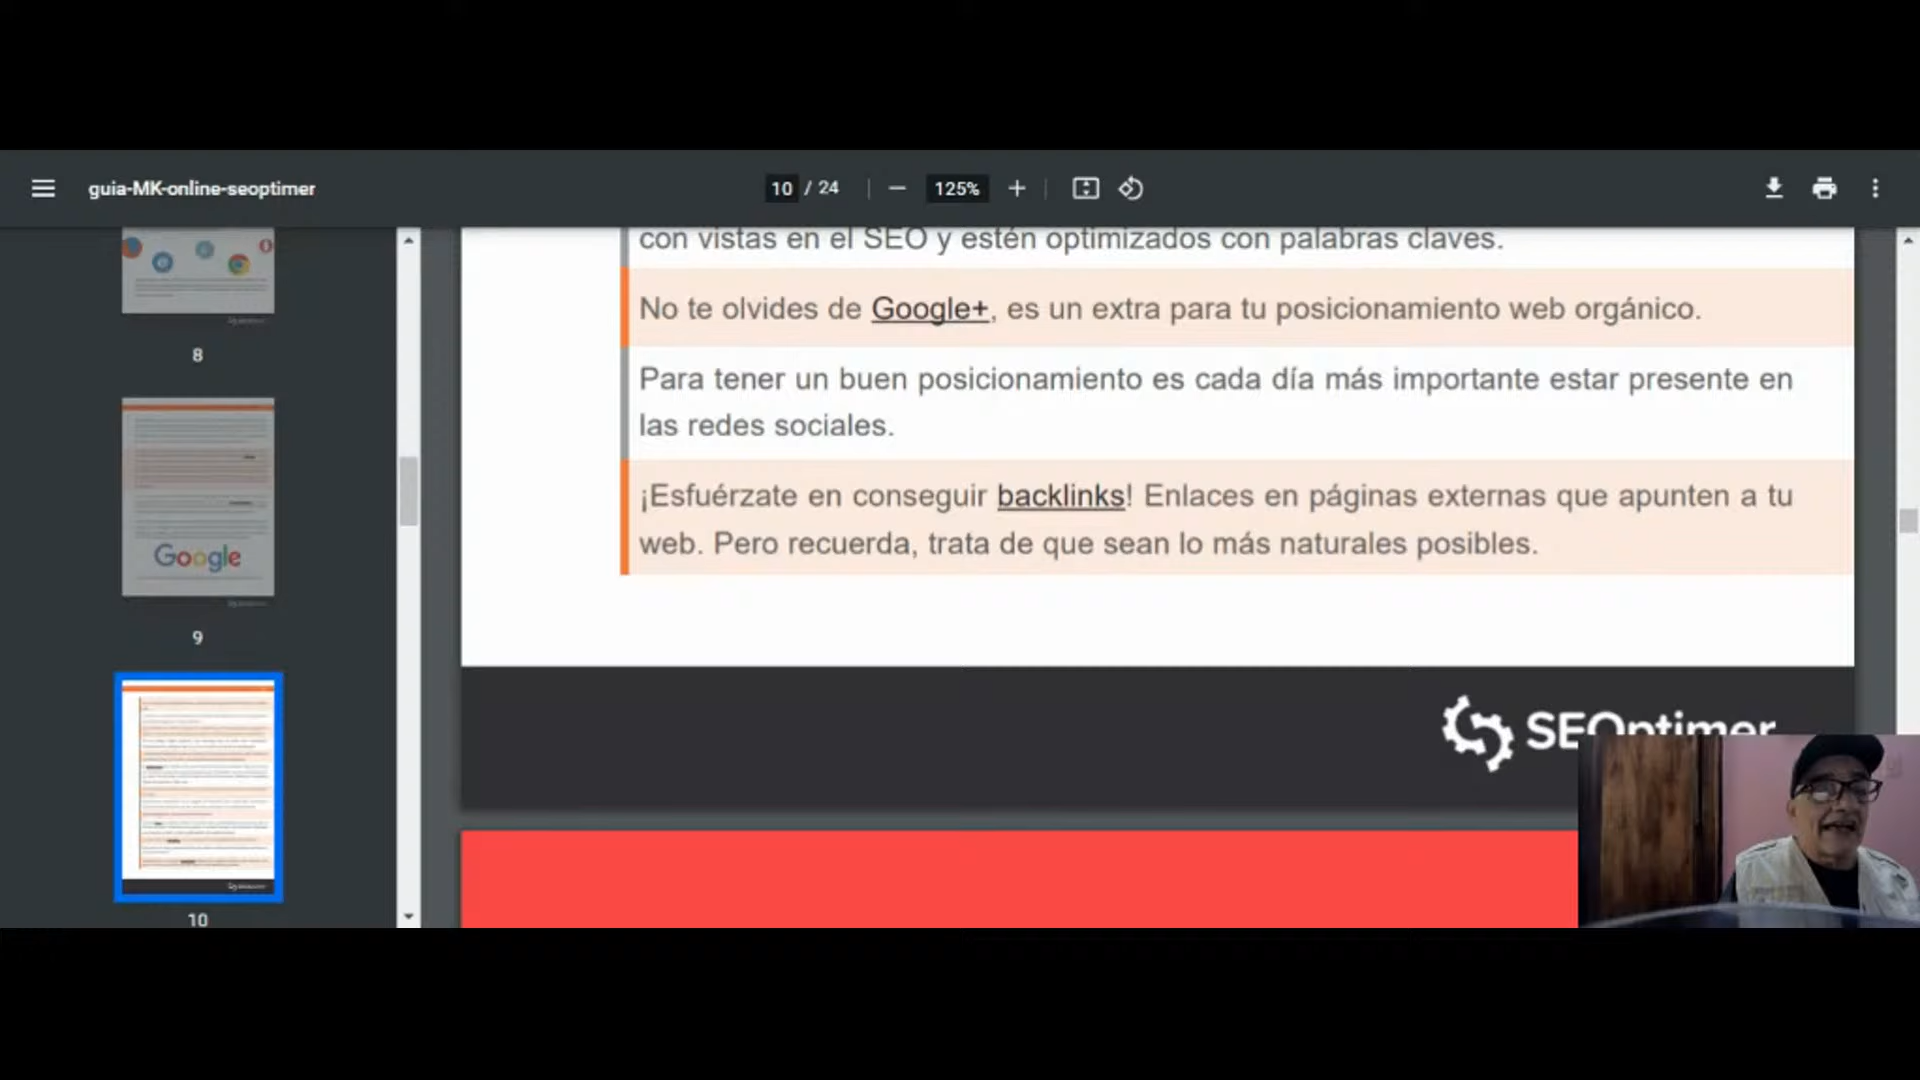 guia-MK-online-seoptimer
10 / 24
125%
con vistas en el SEO y estén optimizados con palabras claves.
No te olvides de Google+, es un extra para tu posicionamiento web orgánico.
Para tener un buen posicionamiento es cada día más importante estar presente en
las redes sociales.
¡Esfuérzate en conseguir backlinks! Enlaces en páginas externas que apunten a tu
web. Pero recuerda, trata de que sean lo más naturales posibles.
SEOptimer
8
Google
9
10